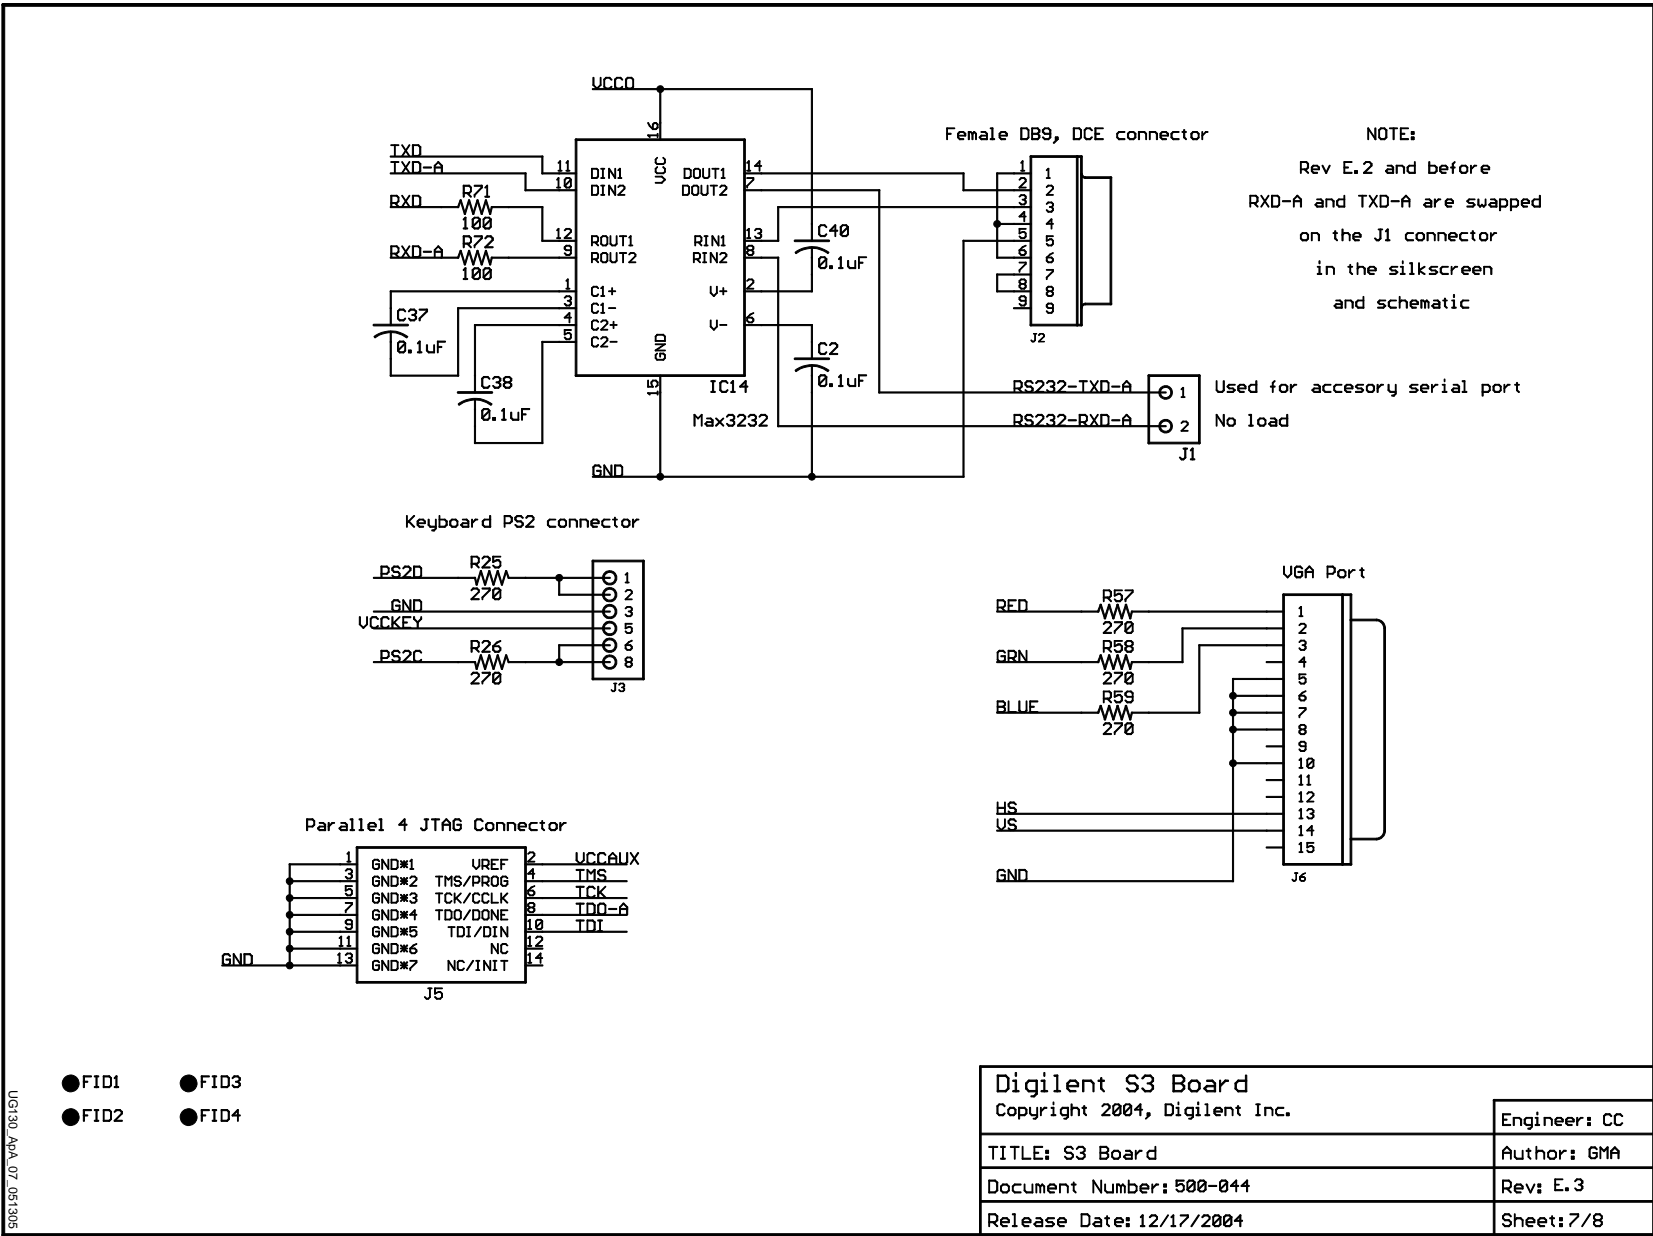 VCCO
16
VCC
TXD
TXD-A
RXD
R71
100
RXD-A
R72
100
11 DIN1
10 DIN2
12 ROUT1
9 ROUT2
1 C1+
3 C1-
4 C2+
5 C2-
DOUT1 14
DOUT2 7
RIN1 13
RIN2 8
V+ 2
V- 6
GND
15
IC14
Max3232
C37
0.1uF
C38
0.1uF
C40
0.1uF
C2
0.1uF
GND
Female DB9, DCE connector
1 1
2 2
3 3
4 4
5 5
6 6
7 7
8 8
9 9
J2
NOTE:
Rev E.2 and before
RXD-A and TXD-A are swapped
on the J1 connector
in the silkscreen
and schematic
RS232-TXD-A 1 Used for accesory serial port
RS232-RXD-A 2 No load
J1
Keyboard PS2 connector
PS2D
R25
270
GND
VCCKEY
PS2C
R26
270
1
2
3
5
6
8
J3
VGA Port
RED
R57
270
GRN
R58
270
BLUE
R59
270
HS
VS
GND
1
2
3
4
5
6
7
8
9
10
11
12
13
14
15
J6
Parallel 4 JTAG Connector
1 GND*1 VREF 2 VCCAUX
3 GND*2 TMS/PROG 4 TMS
5 GND*3 TCK/CCLK 6 TCK
7 GND*4 TDO/DONE 8 TDO-A
9 GND*5 TDI/DIN 10 TDI
11 GND*6 NC 12
GND 13 GND*7 NC/INIT 14
J5
FID1 FID3
FID2 FID4
UG130_ApA_07_051305
Digilent S3 Board
Copyright 2004, Digilent Inc.
Engineer: CC
TITLE: S3 Board
Author: GMA
Document Number: 500-044
Rev: E.3
Release Date: 12/17/2004
Sheet: 7/8